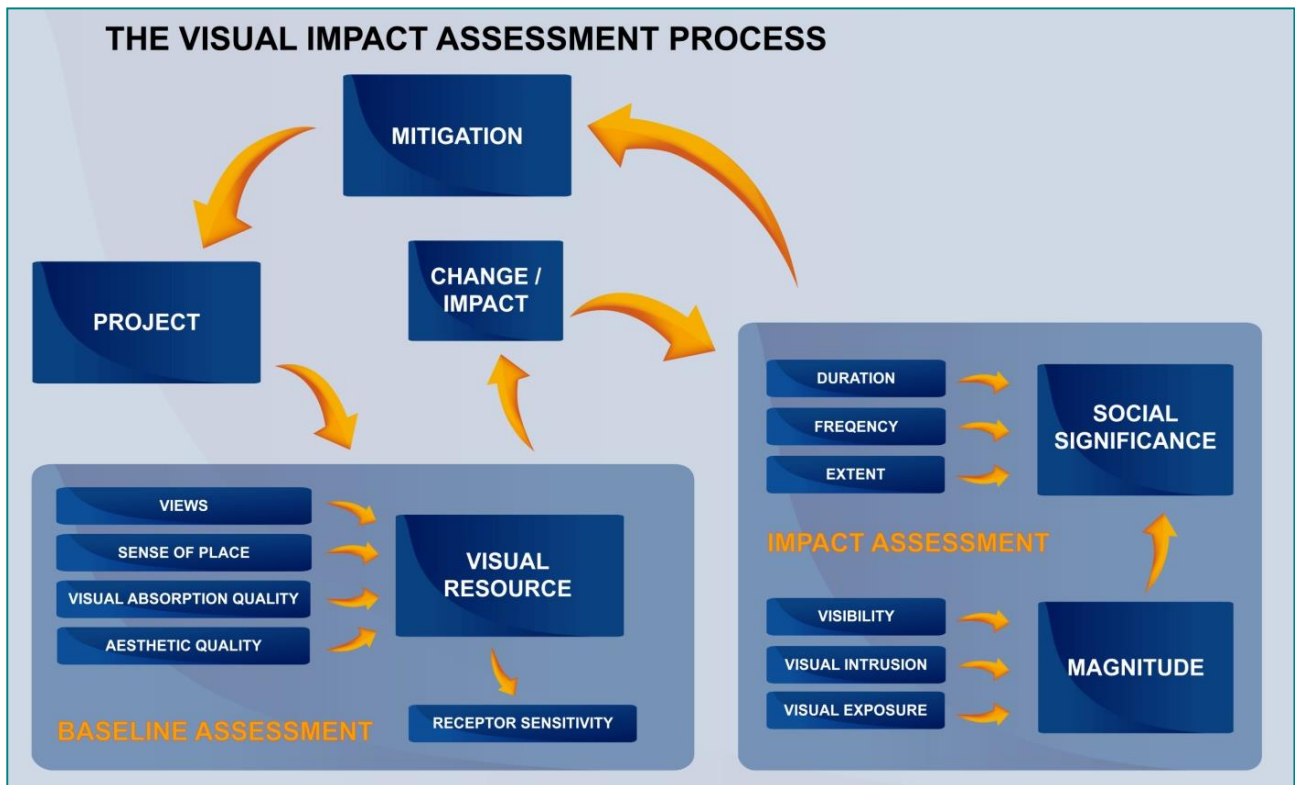 THE VISUAL IMPACT ASSESSMENT PROCESS
MITIGATION
PROJECT
CHANGE /
IMPACT
VIEWS
SENSE OF PLACE
VISUAL ABSORPTION QUALITY
AESTHETIC QUALITY
VISUAL
RESOURCE
RECEPTOR SENSITIVITY
BASELINE ASSESSMENT
DURATION
FREQENCY
EXTENT
SOCIAL
SIGNIFICANCE
IMPACT ASSESSMENT
VISIBILITY
VISUAL INTRUSION
VISUAL EXPOSURE
MAGNITUDE